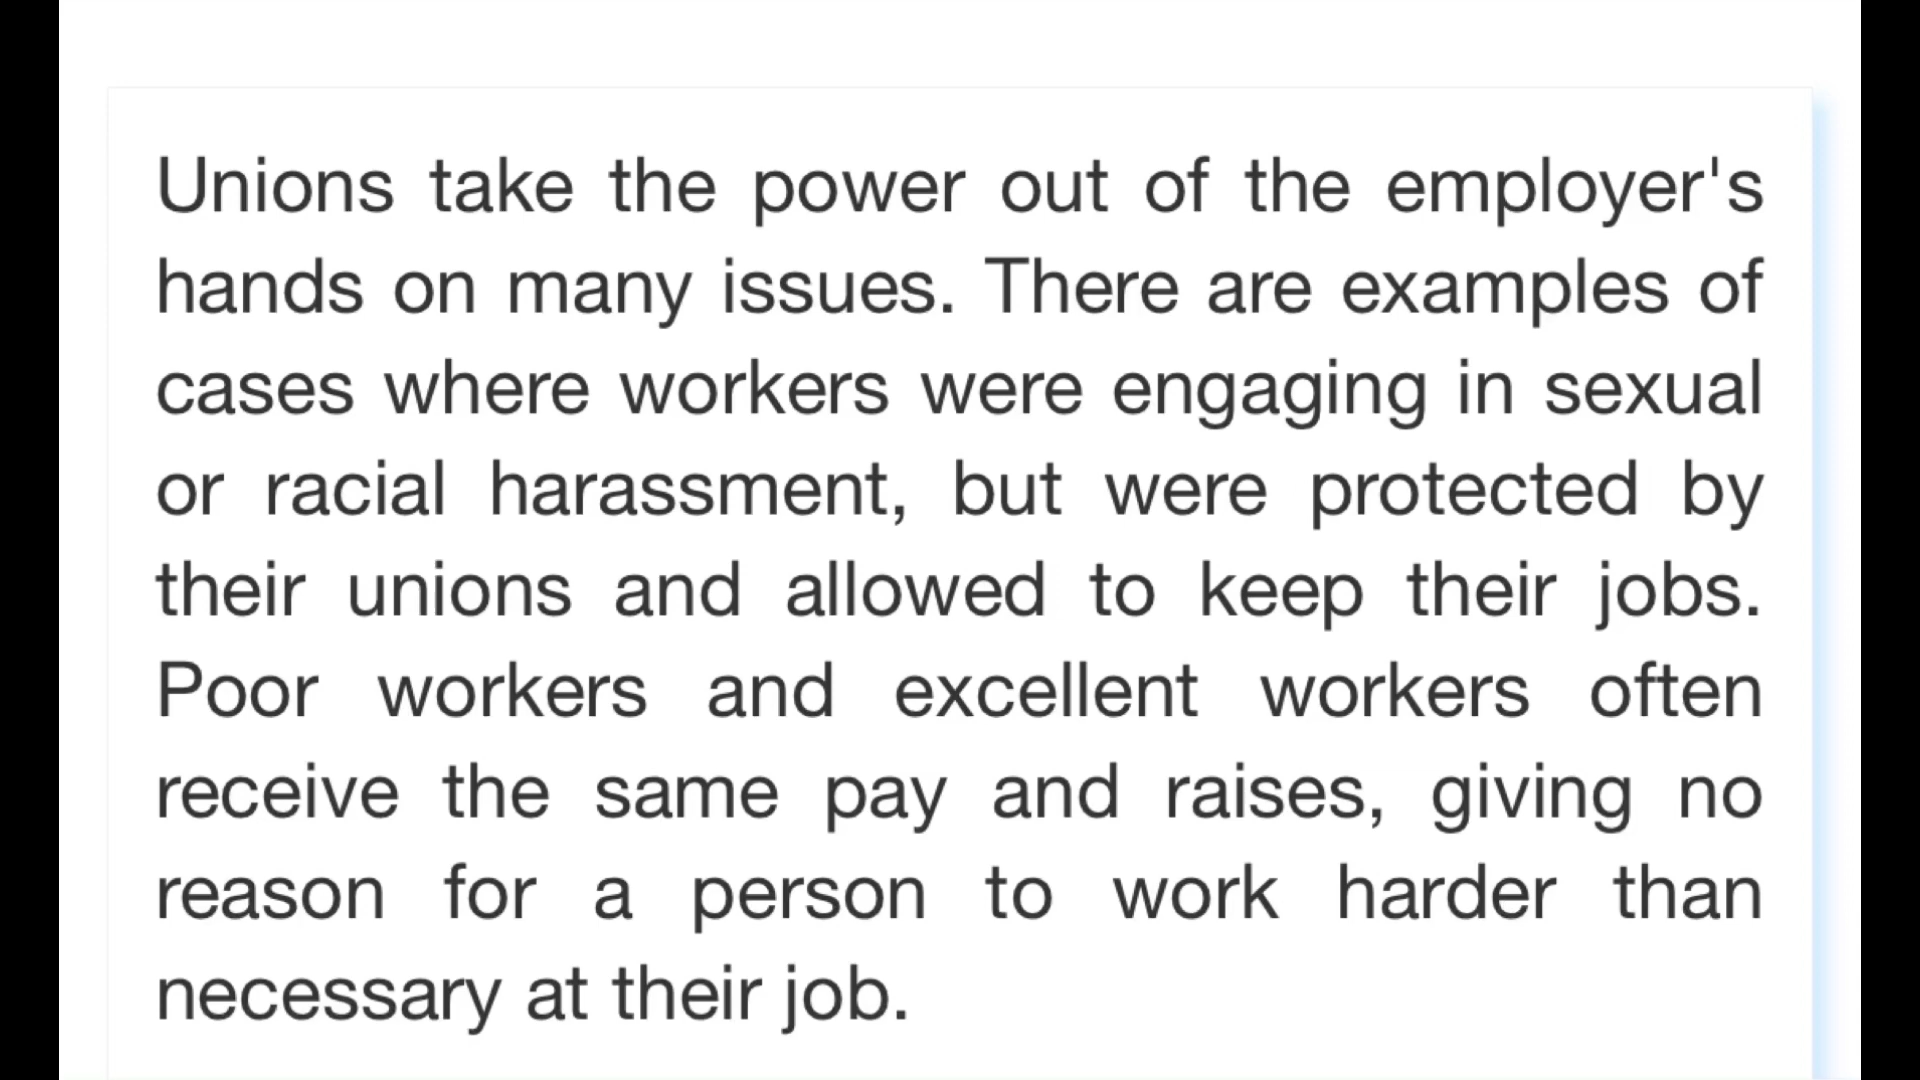 Unions take the power out of the employer's
hands on many issues. There are examples of
cases where workers were engaging in sexual
or racial harassment, but were protected by
their unions and allowed to keep their jobs.
Poor workers and excellent workers often
receive the same pay and raises, giving no
reason for a person to work harder than
necessary at their job.